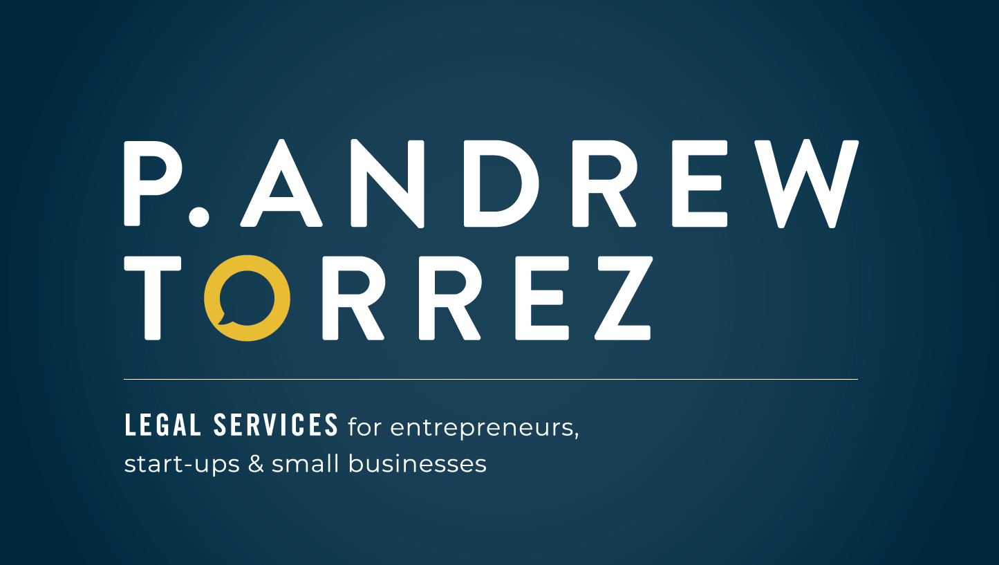 P. ANDREW
TORREZ
LEGAL SERVICES for entrepreneurs,
start-ups & small businesses